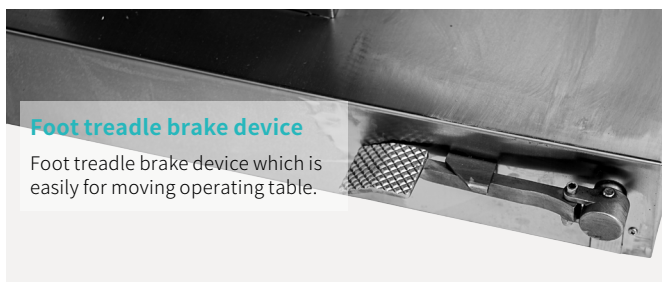 Foot treadle brake device
Foot treadle brake device which is
easily for moving operating table.